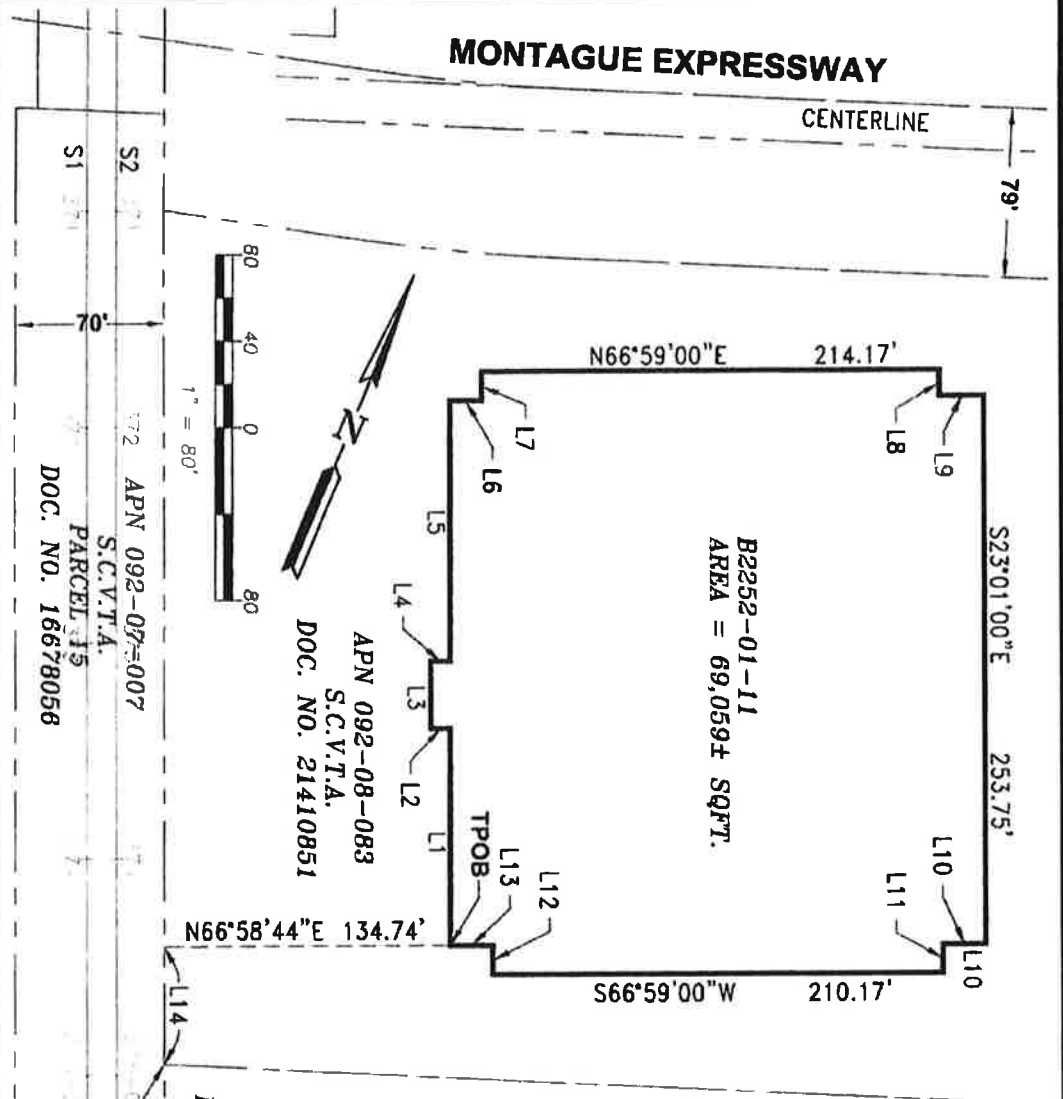 MONTAGUE EXPRESSWAY
CENTERLINE
79'
S2
S1
70'
80 40 0 80
1" = 80'
N
N66°59'00"E 214.17'
L7
L6
L8
L9
L5
S23°01'00"E 253.75'
B2252-01-11
AREA = 69,059± SQFT.
L4
L3
L2
L1
APN 092-08-083
S.C.V.T.A.
DOC. NO. 21410851
APN 092-07-007
S.C.V.T.A.
PARCEL 15
DOC. NO. 16678056
TPOB
L13
L12
L10
L11
L10
N66°58'44"E 134.74'
S66°59'00"W 210.17'
L14